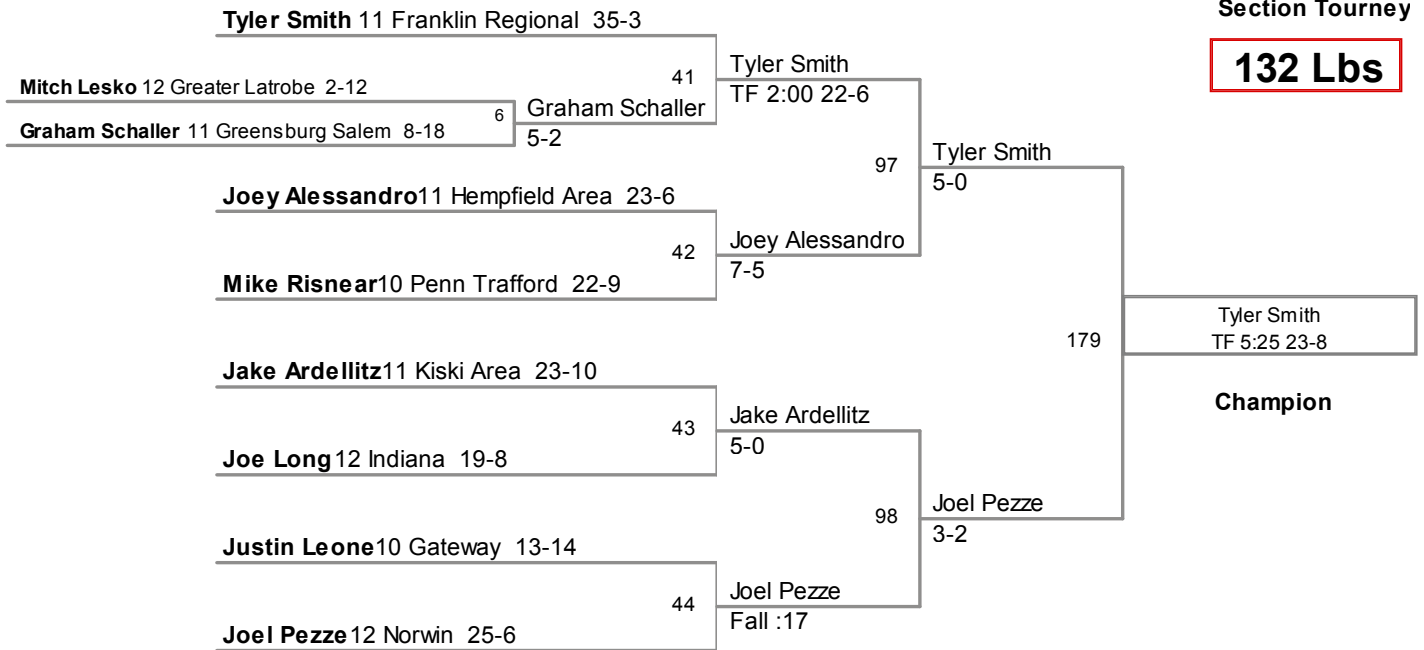 Section Tourney
132 Lbs
Tyler Smith 11 Franklin Regional 35-3
Mitch Lesko 12 Greater Latrobe 2-12
Graham Schaller 11 Greensburg Salem 8-18
6
Graham Schaller
5-2
41
Tyler Smith
TF 2:00 22-6
Joey Alessandro 11 Hempfield Area 23-6
Mike Risnear 10 Penn Trafford 22-9
42
Joey Alessandro
7-5
97
Tyler Smith
5-0
Jake Ardellitz 11 Kiski Area 23-10
Joe Long 12 Indiana 19-8
43
Jake Ardellitz
5-0
Justin Leone 10 Gateway 13-14
Joel Pezze 12 Norwin 25-6
44
Joel Pezze
Fall :17
98
Joel Pezze
3-2
179
Tyler Smith
TF 5:25 23-8
Champion